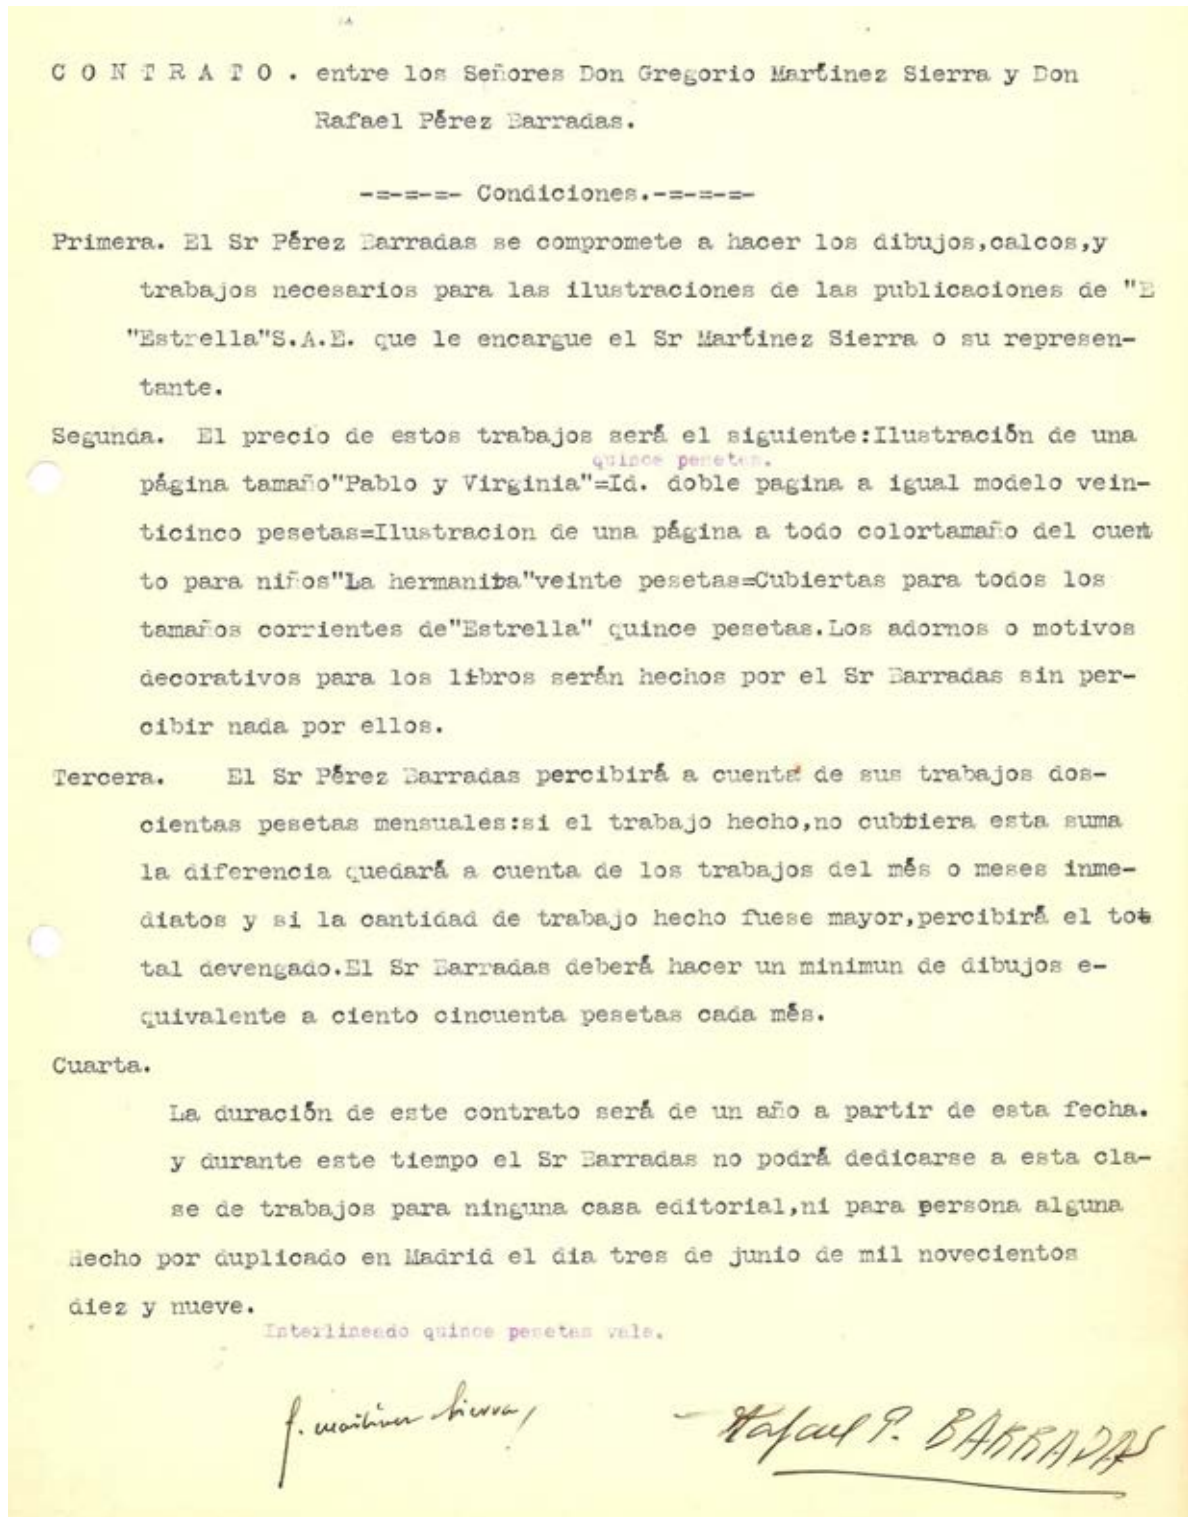 C O N T R A T O . entre los Señores Don Gregorio Martínez Sierra y Don
Rafael Pérez Barradas.
-=-=-=- Condiciones.-=-=-=-
Primera. El Sr Pérez Barradas se compromete a hacer los dibujos,calcos,y
trabajos necesarios para las ilustraciones de las publicaciones de "E
"Estrella"S.A.E. que le encargue el Sr Martínez Sierra o su represen-
tante.
Segunda. El precio de estos trabajos será el siguiente:Ilustración de una
quince pesetas.
página tamaño"Pablo y Virginia"=Id. doble pagina a igual modelo vein-
ticinco pesetas=Ilustracion de una página a todo colortamaño del cuen
to para niños"La hermanita"veinte pesetas=Cubiertas para todos los
tamaños corrientes de"Estrella" quince pesetas.Los adornos o motivos
decorativos para los libros serán hechos por el Sr Barradas sin per-
cibir nada por ellos.
Tercera. El Sr Pérez Barradas percibirá a cuenta de sus trabajos dos-
cientas pesetas mensuales:si el trabajo hecho,no cubriera esta suma
la diferencia quedará a cuenta de los trabajos del més o meses inme-
diatos y si la cantidad de trabajo hecho fuese mayor,percibirá el tot
tal devengado.El Sr Barradas deberá hacer un minimun de dibujos e-
quivalente a ciento cincuenta pesetas cada més.
Cuarta.
La duración de este contrato será de un año a partir de esta fecha.
y durante este tiempo el Sr Barradas no podrá dedicarse a esta cla-
se de trabajos para ninguna casa editorial,ni para persona alguna
Hecho por duplicado en Madrid el dia tres de junio de mil novecientos
diez y nueve.
Interlineado quince pesetas vale.
G. Martínez Sierra
Rafael P. BARRADAS